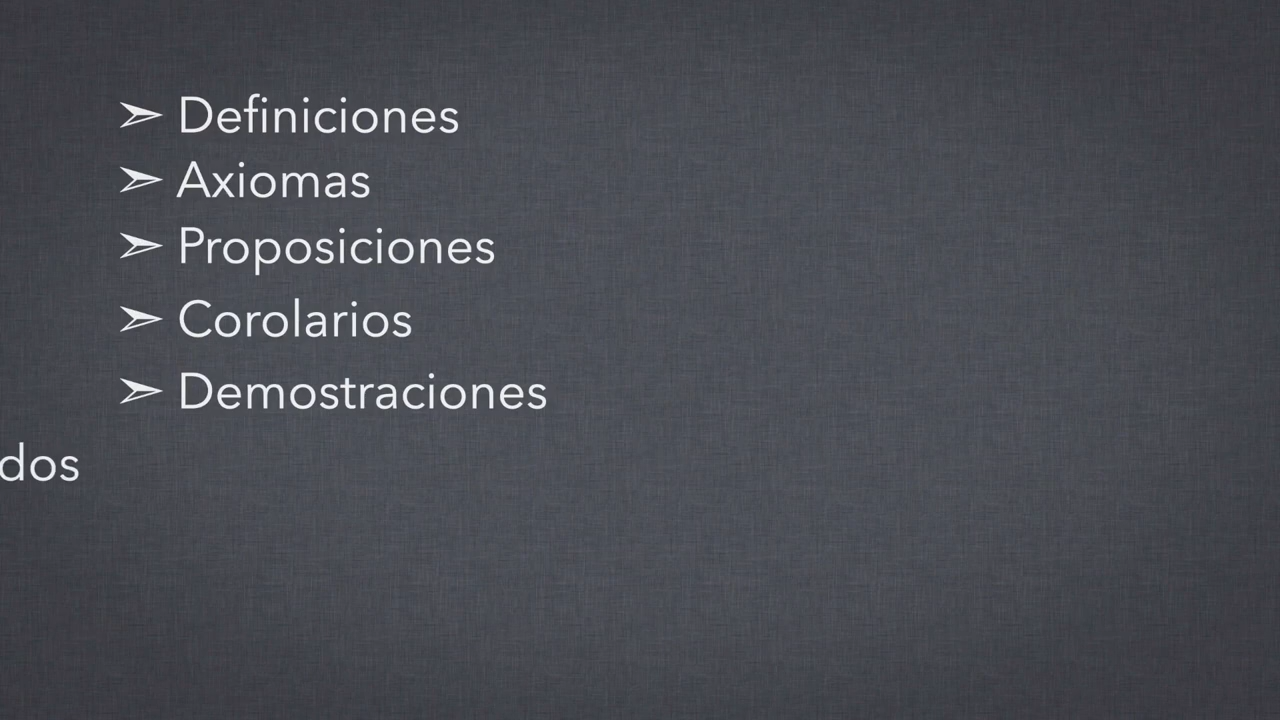 ➢ Definiciones
➢ Axiomas
➢ Proposiciones
➢ Corolarios
➢ Demostraciones
dos